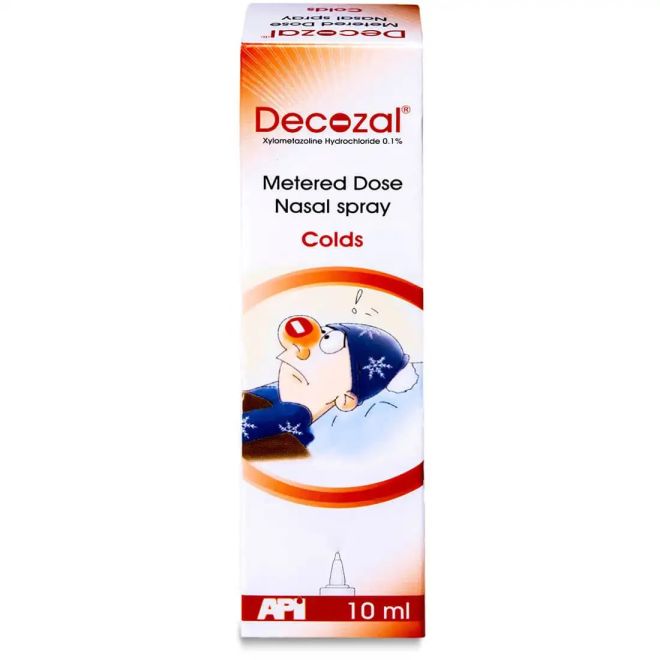 Decozal
Nasal spray
Metered Dose
Colds
Decozal®
Xylometazoline Hydrochloride 0.1%
Metered Dose
Nasal spray
Colds
!
API
10 ml